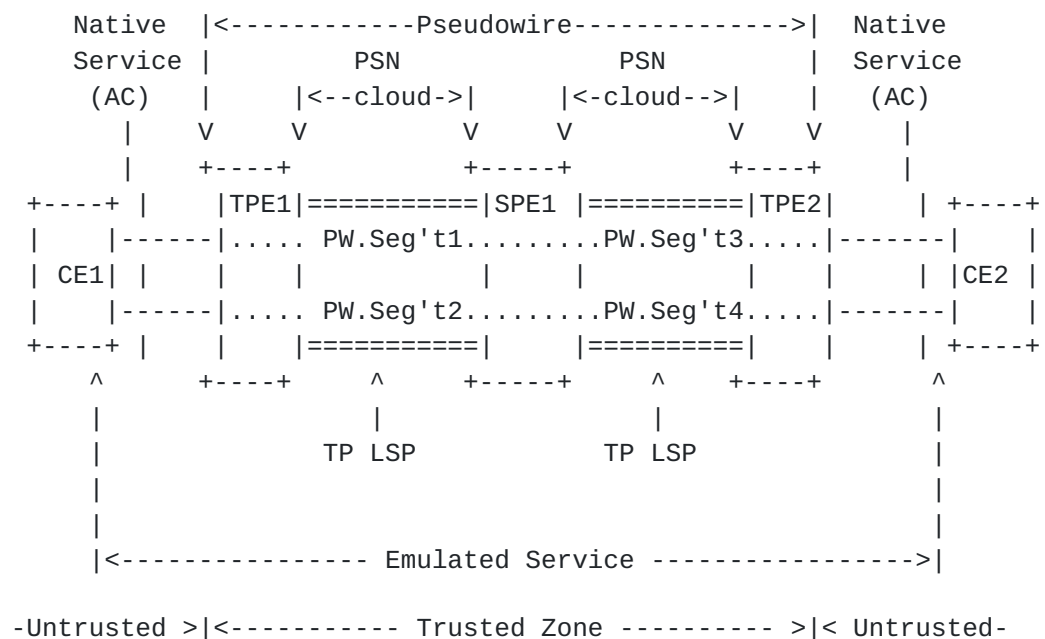 Native  |<------------Pseudowire-------------->|  Native
Service |         PSN              PSN         |  Service
(AC)   |     |<--cloud->|     |<-cloud-->|    |   (AC)
|    V     V          V     V          V    V     |
|    +----+           +-----+          +----+     |
+----+ |    |TPE1|===========|SPE1 |==========|TPE2|     | +----+
|    |------|..... PW.Seg't1.........PW.Seg't3.....|-------|    |
| CE1| |    |    |           |     |          |    |     | |CE2 |
|    |------|..... PW.Seg't2.........PW.Seg't4.....|-------|    |
+----+ |    |    |===========|     |==========|    |     | +----+
^      +----+     ^     +-----+     ^    +----+       ^
|                 |                 |                 |
|              TP LSP            TP LSP               |
|                                                     |
|                                                     |
|<---------------- Emulated Service ----------------->|
-Untrusted >|<----------- Trusted Zone ---------- >|< Untrusted-